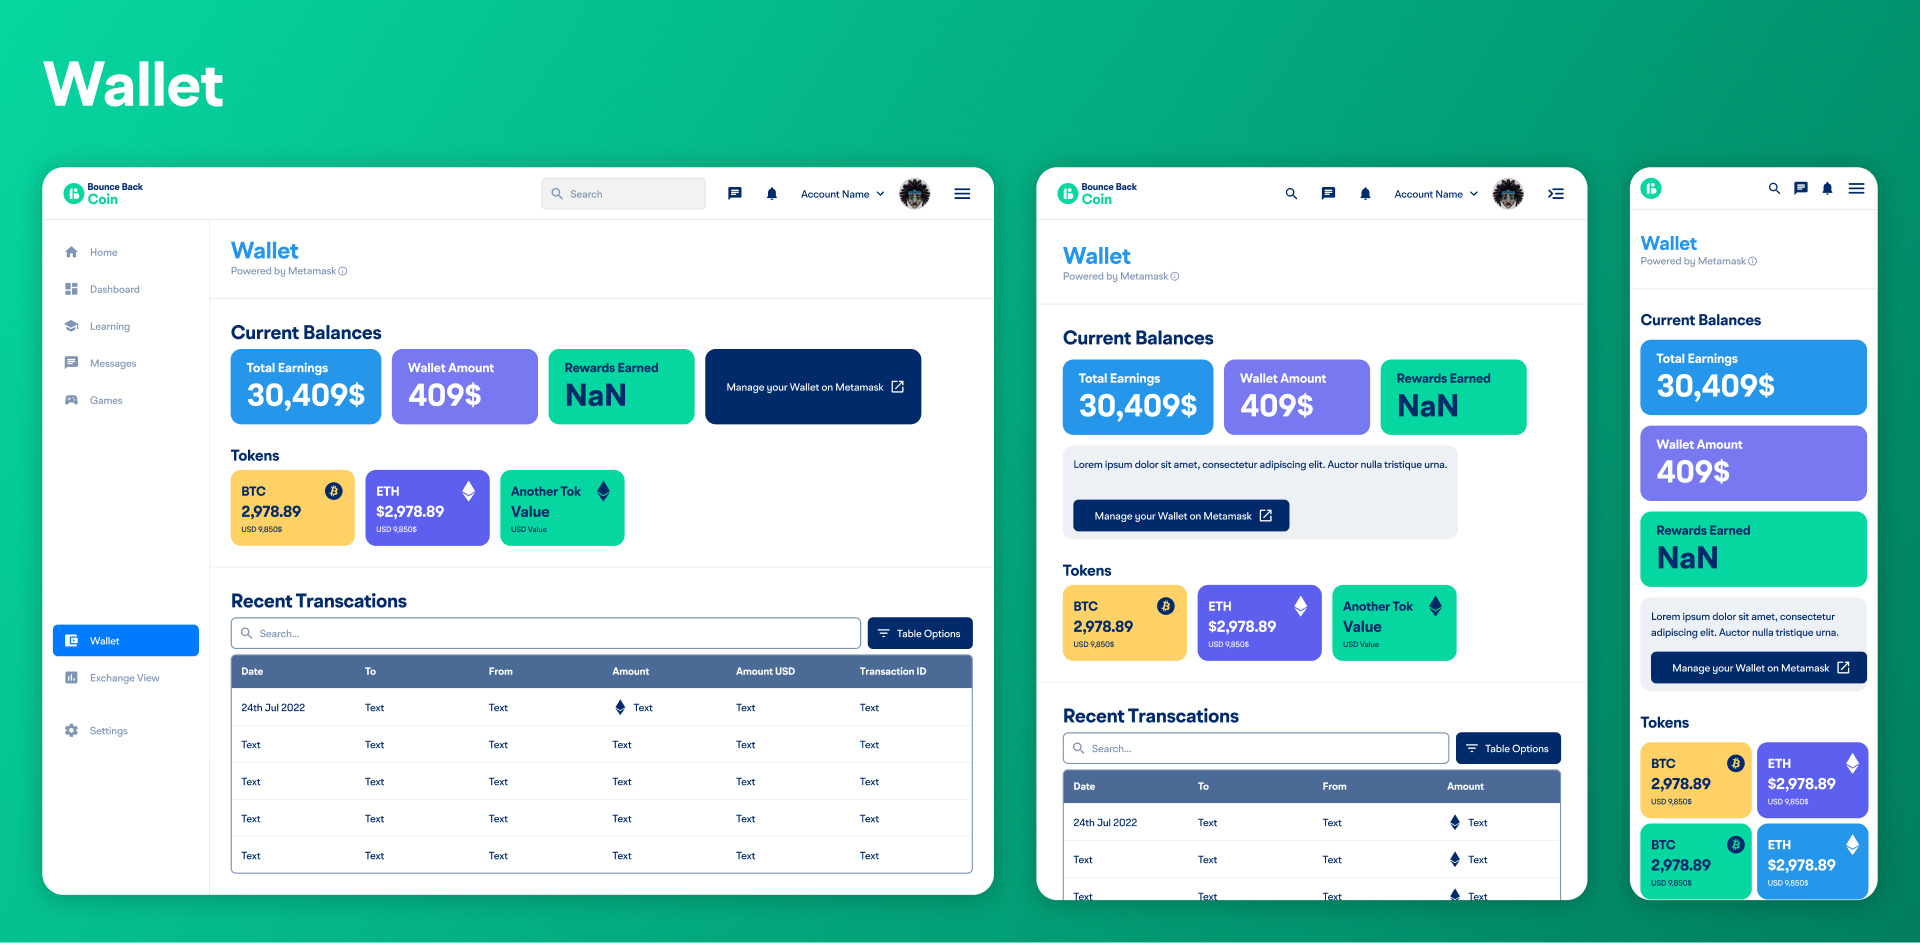 Wallet
Bounce Back
Coin
Search
Account Name
Home
Dashboard
Learning
Messages
Games
Wallet
Exchange View
Settings
Wallet
Powered by Metamask
Current Balances
Total Earnings
30,409$
Wallet Amount
409$
Rewards Earned
NaN
Manage your Wallet on Metamask
Tokens
BTC
2,978.89
USD 9,850$
ETH
$2,978.89
USD 9,850$
Another Tok
Value
USD Value
Recent Transcations
Search...
Table Options
Date To From Amount Amount USD Transaction ID
24th Jul 2022 Text Text Text Text Text
Text Text Text Text Text Text
Text Text Text Text Text Text
Text Text Text Text Text Text
Text Text Text Text Text Text
Bounce Back
Coin
Account Name
Wallet
Powered by Metamask
Current Balances
Total Earnings
30,409$
Wallet Amount
409$
Rewards Earned
NaN
Lorem ipsum dolor sit amet, consectetur adipiscing elit. Auctor nulla tristique urna.
Manage your Wallet on Metamask
Tokens
BTC
2,978.89
USD 9,850$
ETH
$2,978.89
USD 9,850$
Another Tok
Value
USD Value
Recent Transcations
Search...
Table Options
Date To From Amount
24th Jul 2022 Text Text Text
Text Text Text Text
Text Text Text Text
Wallet
Powered by Metamask
Current Balances
Total Earnings
30,409$
Wallet Amount
409$
Rewards Earned
NaN
Lorem ipsum dolor sit amet, consectetur
adipiscing elit. Auctor nulla tristique urna.
Manage your Wallet on Metamask
Tokens
BTC
2,978.89
USD 9,850$
ETH
$2,978.89
USD 9,850$
BTC
2,978.89
USD 9,850$
ETH
$2,978.89
USD 9,850$